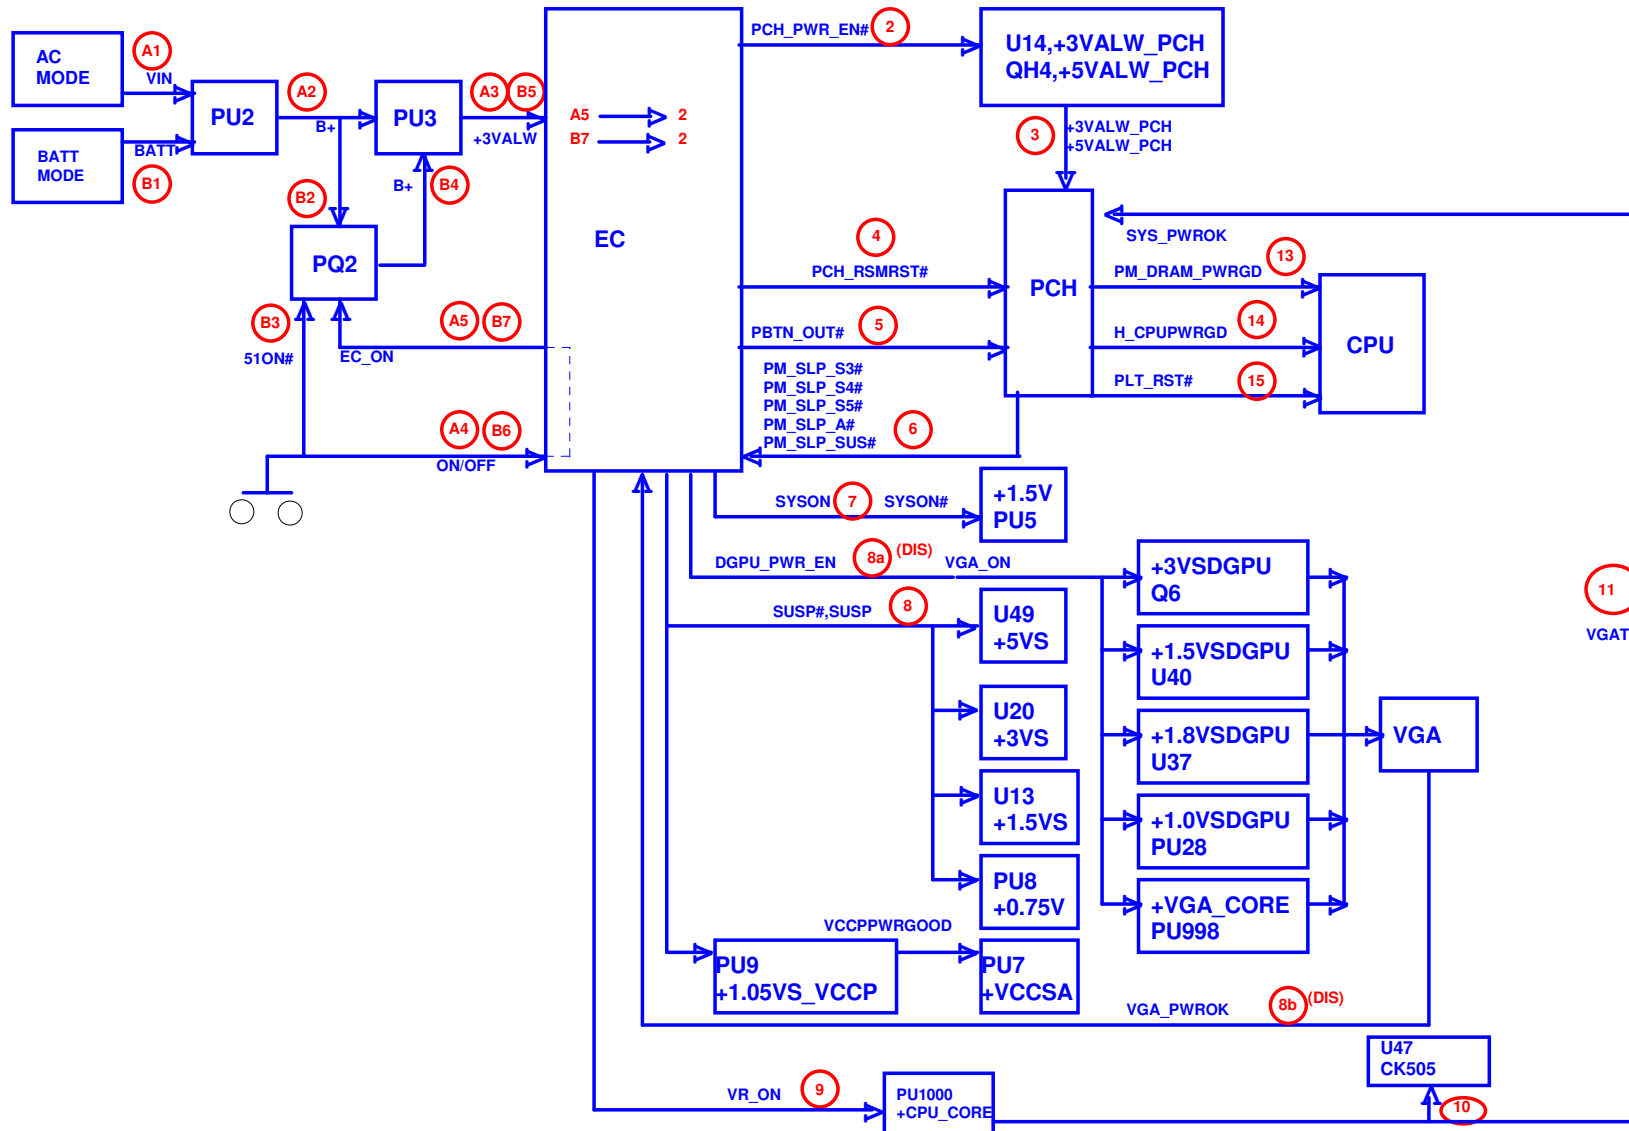 AC
MODE
A1
VIN
BATT
MODE
BATT
B1
PU2
A2
B+
PU3
A3
B5
+3VALW
B+
B4
B2
PQ2
B3
51ON#
A5
B7
EC_ON
A4
B6
ON/OFF
A5
2
B7
2
EC
PCH_PWR_EN#
2
U14,+3VALW_PCH
QH4,+5VALW_PCH
3
+3VALW_PCH
+5VALW_PCH
4
PCH_RSMRST#
PCH
PBTN_OUT#
5
PM_SLP_S3#
PM_SLP_S4#
PM_SLP_S5#
PM_SLP_A#
PM_SLP_SUS#
6
SYS_PWROK
PM_DRAM_PWRGD
13
H_CPUPWRGD
14
PLT_RST#
15
CPU
SYSON
7
SYSON#
+1.5V
PU5
DGPU_PWR_EN
8a
(DIS)
VGA_ON
SUSP#,SUSP
8
U49
+5VS
U20
+3VS
U13
+1.5VS
PU8
+0.75V
VCCPPWRGOOD
PU9
+1.05VS_VCCP
PU7
+VCCSA
+3VSDGPU
Q6
+1.5VSDGPU
U40
+1.8VSDGPU
U37
+1.0VSDGPU
PU28
+VGA_CORE
PU998
VGA
11
VGAT
VGA_PWROK
8b
(DIS)
U47
CK505
10
VR_ON
9
PU1000
+CPU_CORE